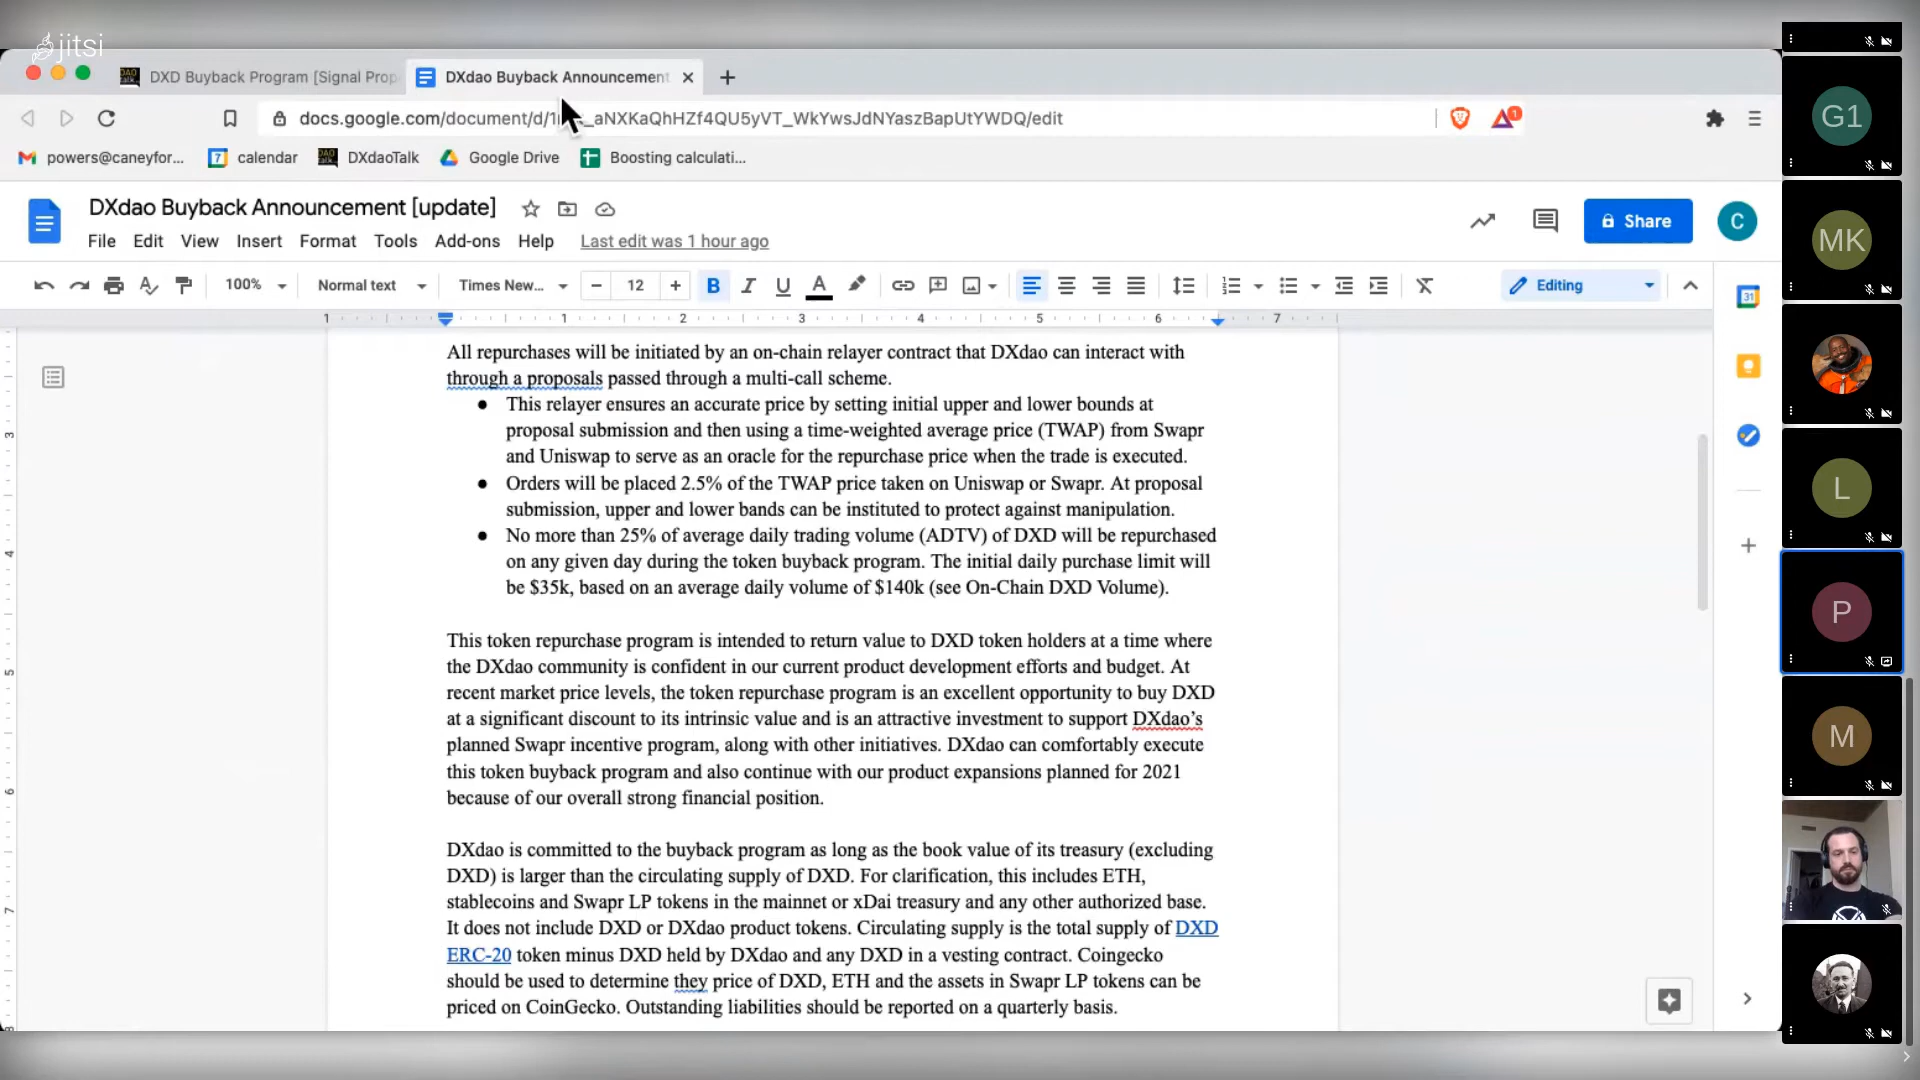 jitsi
DXD Buyback Program [Signal Prop
DXdao Buyback Announcement
docs.google.com/document/d/1 _aNXKaQhHZf4QU5yVT_WkYwsJdNYaszBapUtYWDQ/edit
1
powers@caneyfor...
7 calendar
DXdaoTalk
Google Drive
Boosting calculati...
DXdao Buyback Announcement [update]
Share
C
File Edit View Insert Format Tools Add-ons Help Last edit was 1 hour ago
100% Normal text Times New... 12 B I U A Editing
1 1 2 3 4 5 6 7
31
All repurchases will be initiated by an on-chain relayer contract that DXdao can interact with
through a proposals passed through a multi-call scheme.
● This relayer ensures an accurate price by setting initial upper and lower bounds at
proposal submission and then using a time-weighted average price (TWAP) from Swapr
and Uniswap to serve as an oracle for the repurchase price when the trade is executed.
● Orders will be placed 2.5% of the TWAP price taken on Uniswap or Swapr. At proposal
submission, upper and lower bands can be instituted to protect against manipulation.
● No more than 25% of average daily trading volume (ADTV) of DXD will be repurchased
on any given day during the token buyback program. The initial daily purchase limit will
be $35k, based on an average daily volume of $140k (see On-Chain DXD Volume).
This token repurchase program is intended to return value to DXD token holders at a time where
the DXdao community is confident in our current product development efforts and budget. At
recent market price levels, the token repurchase program is an excellent opportunity to buy DXD
at a significant discount to its intrinsic value and is an attractive investment to support DXdao’s
planned Swapr incentive program, along with other initiatives. DXdao can comfortably execute
this token buyback program and also continue with our product expansions planned for 2021
because of our overall strong financial position.
DXdao is committed to the buyback program as long as the book value of its treasury (excluding
DXD) is larger than the circulating supply of DXD. For clarification, this includes ETH,
stablecoins and Swapr LP tokens in the mainnet or xDai treasury and any other authorized base.
It does not include DXD or DXdao product tokens. Circulating supply is the total supply of DXD
ERC-20 token minus DXD held by DXdao and any DXD in a vesting contract. Coingecko
should be used to determine they price of DXD, ETH and the assets in Swapr LP tokens can be
priced on CoinGecko. Outstanding liabilities should be reported on a quarterly basis.
3
4
5
6
7
G1
MK
L
P
M